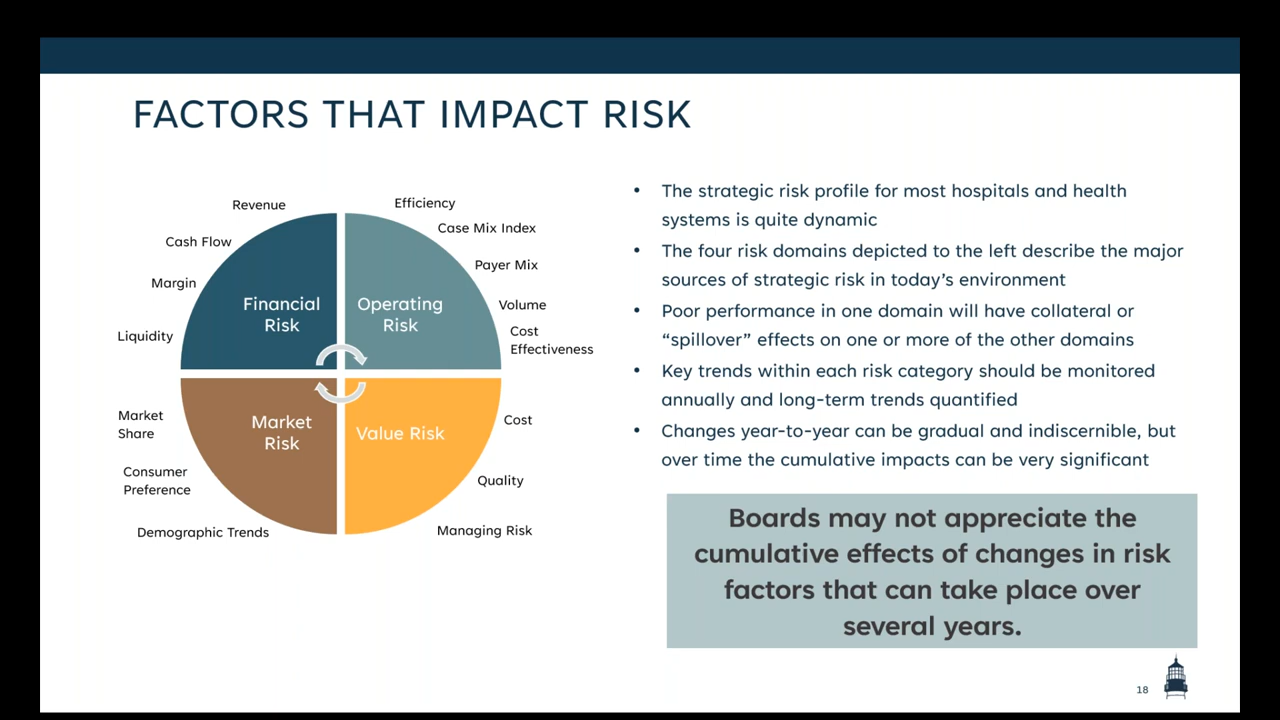 FACTORS THAT IMPACT RISK
Revenue
Cash Flow
Margin
Liquidity
Financial
Risk
Efficiency
Case Mix Index
Payer Mix
Volume
Cost
Effectiveness
Operating
Risk
Market
Share
Consumer
Preference
Demographic Trends
Market
Risk
Value Risk
Cost
Quality
Managing Risk
• The strategic risk profile for most hospitals and health
systems is quite dynamic
• The four risk domains depicted to the left describe the major
sources of strategic risk in today’s environment
• Poor performance in one domain will have collateral or
“spillover” effects on one or more of the other domains
• Key trends within each risk category should be monitored
annually and long-term trends quantified
• Changes year-to-year can be gradual and indiscernible, but
over time the cumulative impacts can be very significant
Boards may not appreciate the
cumulative effects of changes in risk
factors that can take place over
several years.
18